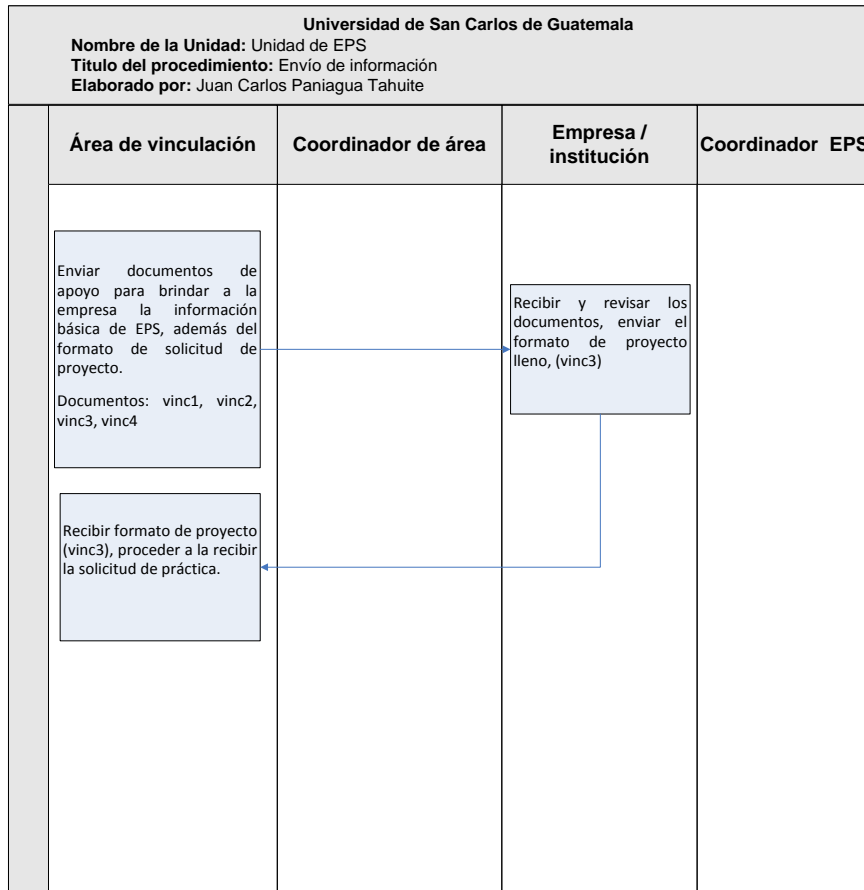 Universidad de San Carlos de Guatemala
Nombre de la Unidad: Unidad de EPS
Titulo del procedimiento: Envío de información
Elaborado por: Juan Carlos Paniagua Tahuite
Área de vinculación
Coordinador de área
Empresa /
institución
Coordinador EPS
Enviar documentos de
apoyo para brindar a la
empresa la información
básica de EPS, además del
formato de solicitud de
proyecto.
Documentos: vinc1, vinc2,
vinc3, vinc4
Recibir y revisar los
documentos, enviar el
formato de proyecto
lleno, (vinc3)
Recibir formato de proyecto
(vinc3), proceder a la recibir
la solicitud de práctica.